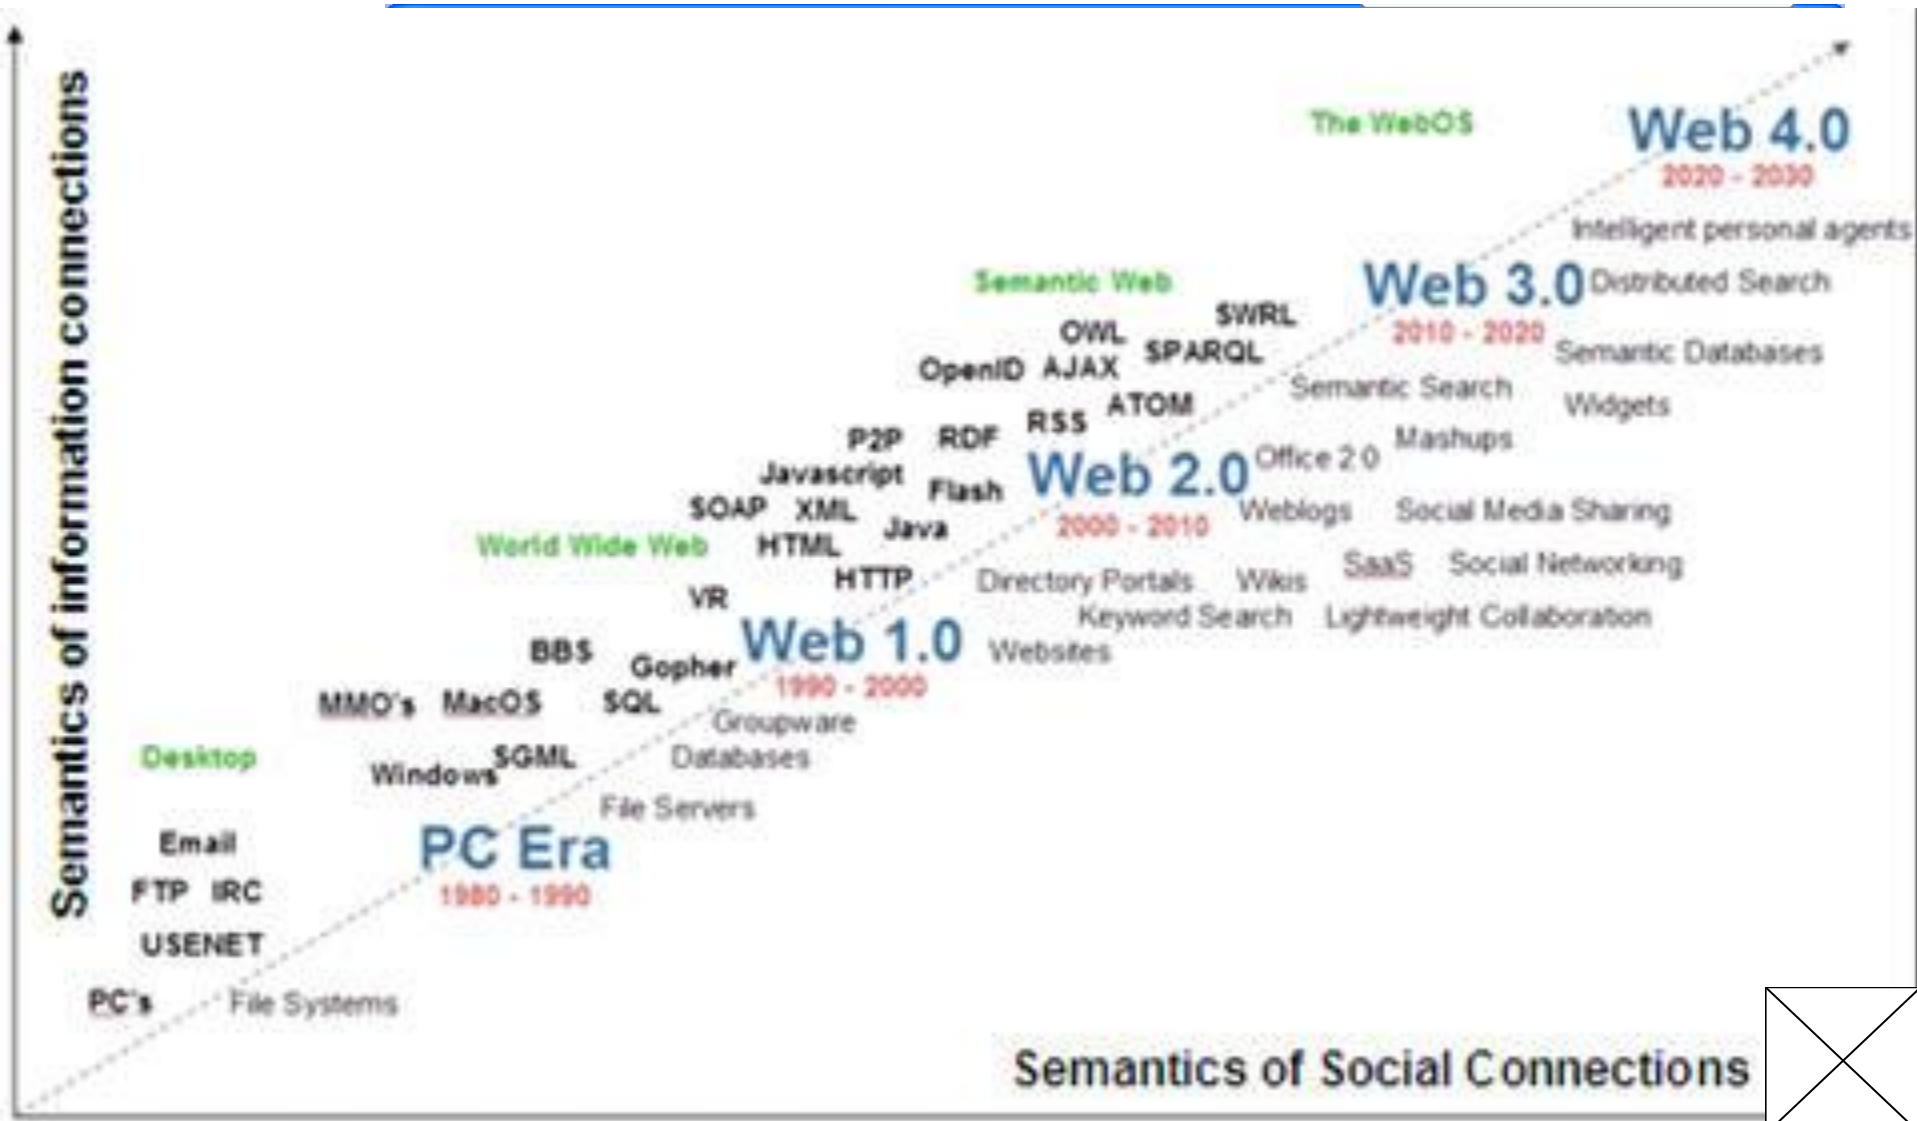 Semantics of information connections
The WebOS
Web 4.0
2020 - 2030
Intelligent personal agents
Semantic Web
Web 3.0
Distributed Search
SWRL
2010 - 2020
OWL
SPARQL
Semantic Databases
OpenID AJAX
Semantic Search
Widgets
ATOM
RSS
P2P RDF
Mashups
Office 2.0
Javascript
Web 2.0
Flash
SOAP XML
Weblogs
Social Media Sharing
Java
2000 - 2010
World Wide Web
HTML
SaaS
Social Networking
HTTP
Directory Portals
Wikis
VR
Keyword Search
Lightweight Collaboration
Web 1.0
Websites
BBS
Gopher
1990 - 2000
MMO's
MacOS
SQL
Groupware
Desktop
SGML
Databases
Windows
File Servers
Email
PC Era
FTP IRC
1980 - 1990
USENET
PC's
File Systems
Semantics of Social Connections